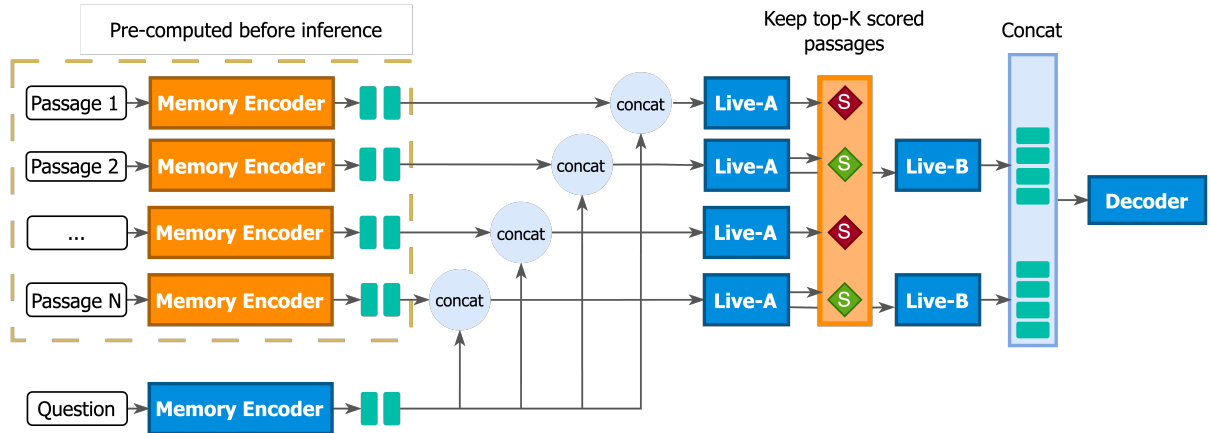 Pre-computed before inference
Keep top-K scored
passages
Concat
Passage 1
Memory Encoder
concat
Live-A
S
Passage 2
Memory Encoder
concat
Live-A
S
Live-B
...
Memory Encoder
concat
Live-A
S
Passage N
Memory Encoder
concat
Live-A
S
Live-B
Decoder
Question
Memory Encoder